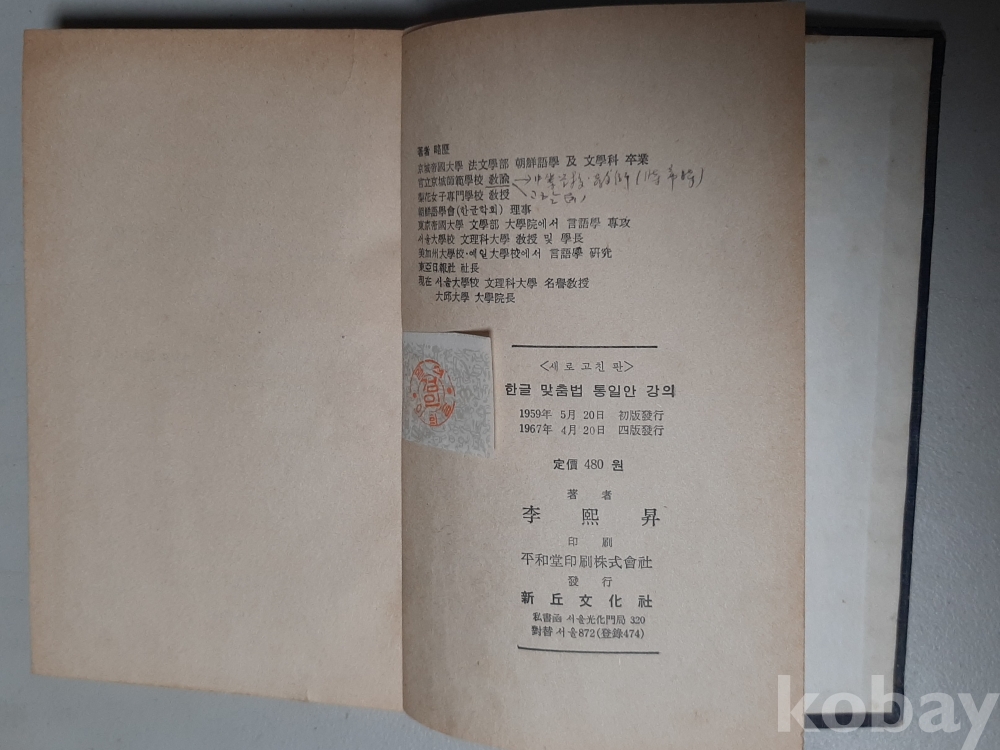 著者 略歷
京城帝國大學 法文學部 朝鮮語學 及 文學科 卒業
官立京城師範學校 敎諭
梨花女子專門學校 敎授
朝鮮語學會(한글학회) 理事
東京帝國大學 文學部 大學院에서 言語學 專攻
서울大學校 文理科大學 敎授 및 學長
美加州大學校·예일大學校에서 言語學 硏究
東亞日報社 社長
現在 서울大學校 文理科大學 名譽敎授
大邱大學 大學院長
<새로고친 판>
한글 맞춤법 통일안 강의
1959年 5月 20日 初版發行
1967年 4月 20日 四版發行
定價 480 원
著者
李熙昇
印刷
平和堂印刷株式會社
發行
新丘文化社
私書函 서울光化門局 320
對替 서울872(登錄474)
kobay